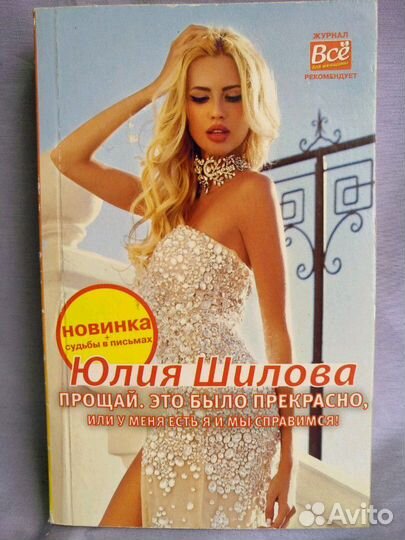 ЖУРНАЛ
Всё
для женщины
РЕКОМЕНДУЕТ
НОВИНКА
+
судьбы в письмах
Юлия Шилова
ПРОЩАЙ. ЭТО БЫЛО ПРЕКРАСНО,
ИЛИ У МЕНЯ ЕСТЬ Я И МЫ СПРАВИМСЯ!
Avito